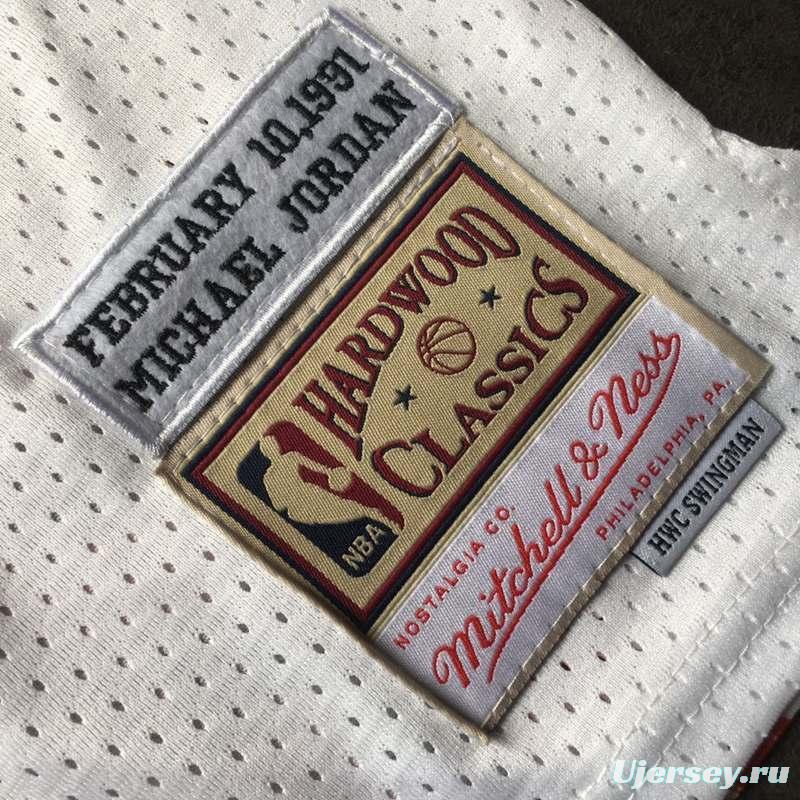 FEBRUARY 10,1991
MICHAEL JORDAN
HARDWOOD
CLASSICS
NBA
NOSTALGIA CO.
Mitchell & Ness
PHILADELPHIA, PA.
HWC SWINGMAN
Ujersey.ru